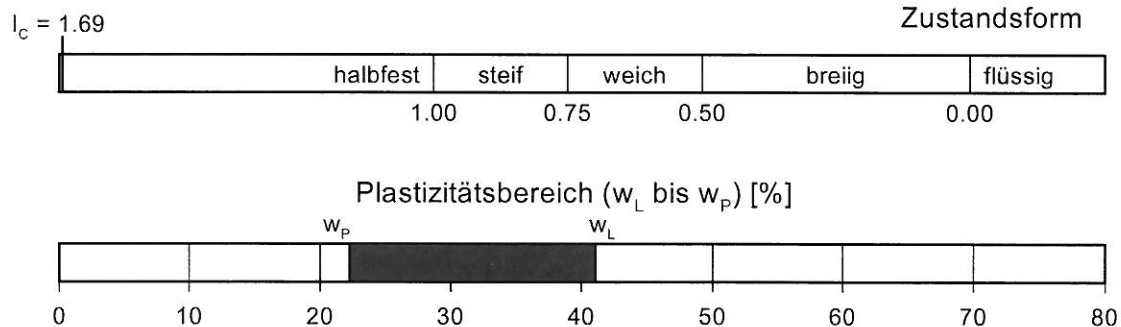 Zustandsform
I_C = 1.69
halbfest steif weich breiig flüssig
1.00 0.75 0.50 0.00
Plastizitätsbereich (w_L bis w_P) [%]
w_P w_L
0 10 20 30 40 50 60 70 80